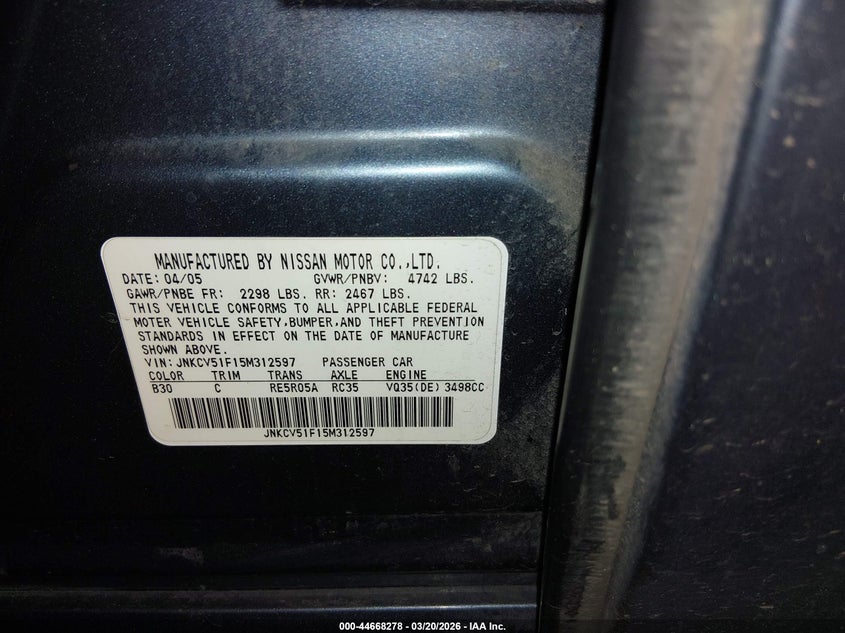 MANUFACTURED BY NISSAN MOTOR CO.,LTD.
DATE: 04/05 GVWR/PNBV: 4742 LBS.
GAWR/PNBE FR: 2298 LBS. RR: 2467 LBS.
THIS VEHICLE CONFORMS TO ALL APPLICABLE FEDERAL
MOTER VEHICLE SAFETY,BUMPER,AND THEFT PREVENTION
STANDARDS IN EFFECT ON THE DATE OF MANUFACTURE
SHOWN ABOVE.
VIN: JNKCV51F15M312597 PASSENGER CAR
COLOR TRIM TRANS AXLE ENGINE
B30 C RE5R05A RC35 VQ35(DE) 3498CC
JNKCV51F15M312597
000-44668278 - 03/20/2026 - IAA Inc.